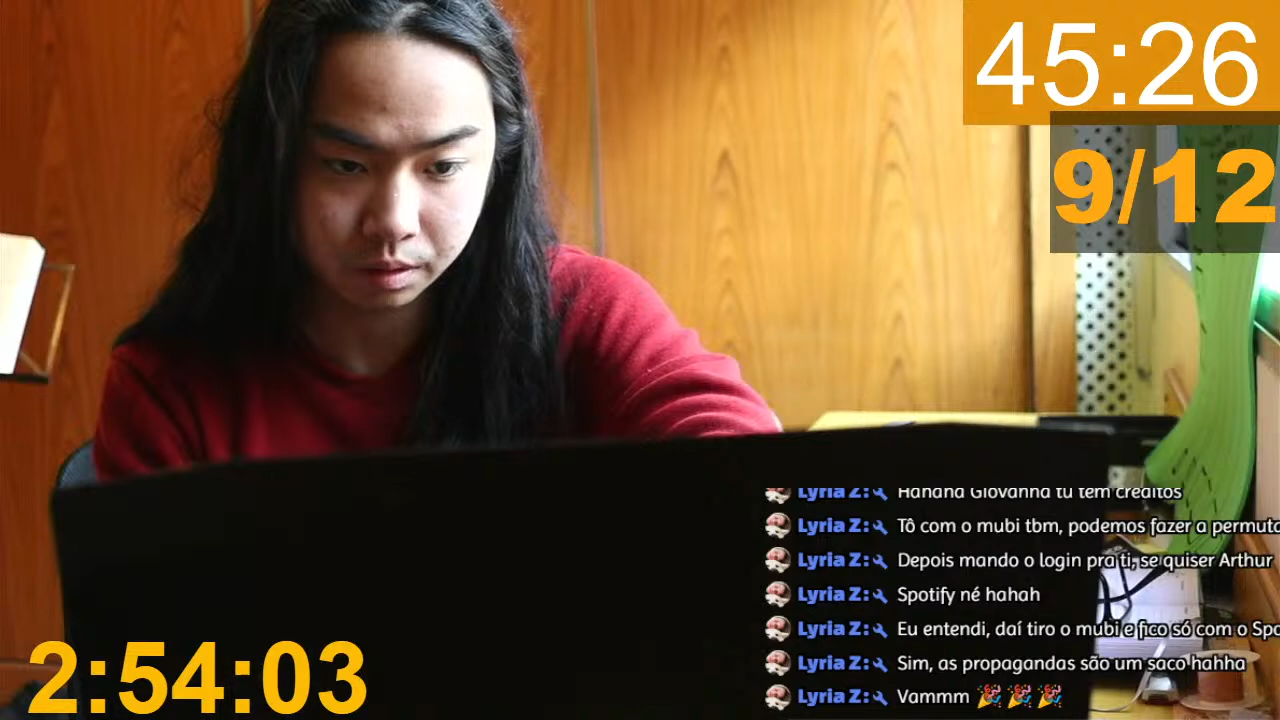 45:26
9/12
Lyria Z: Hahaha Giovanna tu tem créditos
Lyria Z: Tô com o mubi tbm, podemos fazer a permuta
Lyria Z: Depois mando o login pra ti, se quiser Arthur
Lyria Z: Spotify né hahah
Lyria Z: Eu entendi, daí tiro o mubi e fico só com o Spo
Lyria Z: Sim, as propagandas são um saco hahha
Lyria Z: Vammm 🎉 🎉 🎉
2:54:03